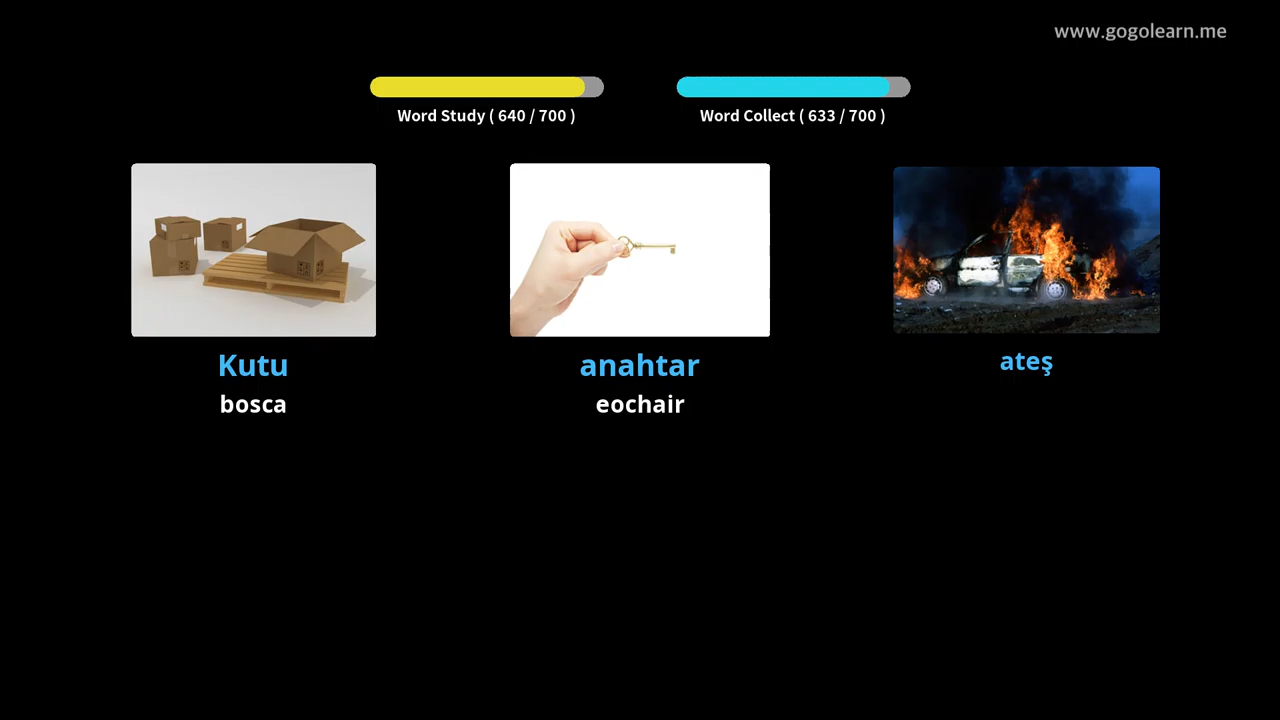 www.gogolearn.me
Word Study ( 640 / 700 )
Word Collect ( 633 / 700 )
Kutu
bosca
anahtar
eochair
ateş